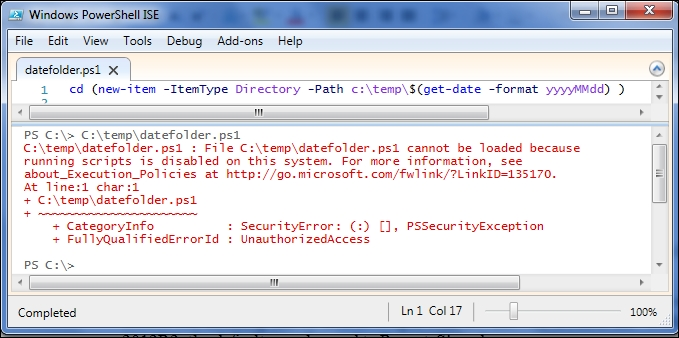 Windows PowerShell ISE
File Edit View Tools Debug Add-ons Help
datefolder.ps1
1 cd (new-item -ItemType Directory -Path c:\temp\$(get-date -format yyyyMMdd) )
2
PS C:\> C:\temp\datefolder.ps1
C:\temp\datefolder.ps1 : File C:\temp\datefolder.ps1 cannot be loaded because
running scripts is disabled on this system. For more information, see
about_Execution_Policies at http://go.microsoft.com/fwlink/?LinkID=135170.
At line:1 char:1
+ C:\temp\datefolder.ps1
+ ~~~~~~~~~~~~~~~~~~~~~~
+ CategoryInfo : SecurityError: (:) [], PSSecurityException
+ FullyQualifiedErrorId : UnauthorizedAccess
PS C:\>
Completed Ln 1 Col 17 100%